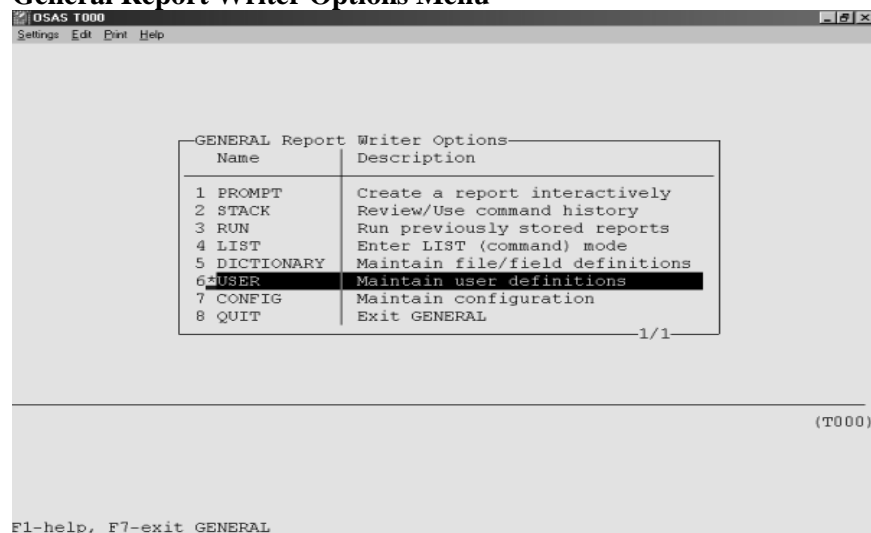 General Report Writer Options Menu
OSAS T000
Settings Edit Print Help
GENERAL Report Writer Options
Name Description
1 PROMPT Create a report interactively
2 STACK Review/Use command history
3 RUN Run previously stored reports
4 LIST Enter LIST (command) mode
5 DICTIONARY Maintain file/field definitions
6*USER Maintain user definitions
7 CONFIG Maintain configuration
8 QUIT Exit GENERAL
1/1
(T000)
F1-help, F7-exit GENERAL